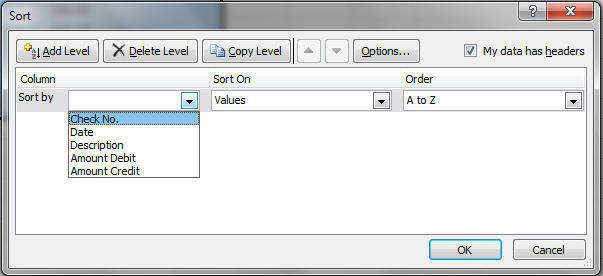 Sort
Add Level Delete Level Copy Level Options... My data has headers
Column Sort On Order
Sort by Values A to Z
Check No.
Date
Description
Amount Debit
Amount Credit
OK Cancel